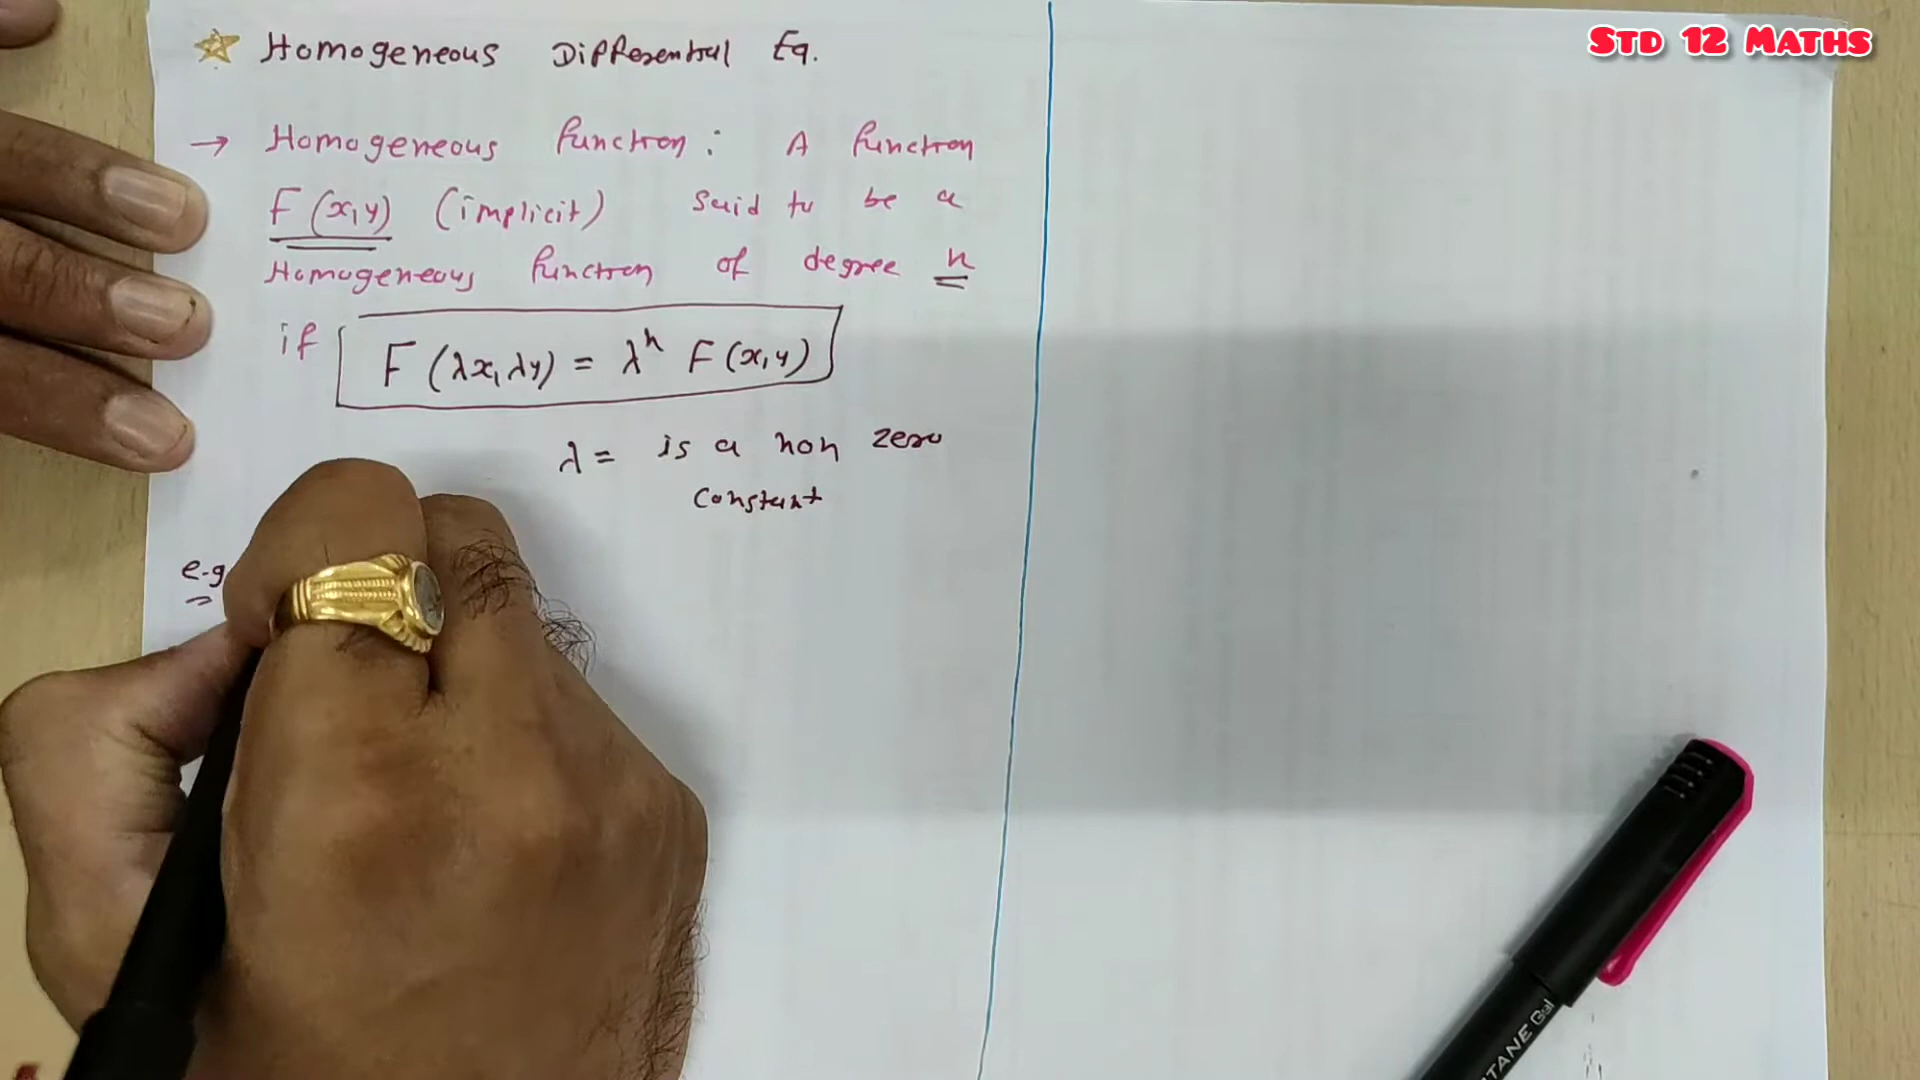 Std 12 Maths
Homogeneous Differential Eq.
→ Homogeneous function: A function
F(x,y) (implicit) said to be a
Homogeneous function of degree n
if F(λx,λy) = λⁿ F(x,y)
λ = is a non zero
constant
e.g